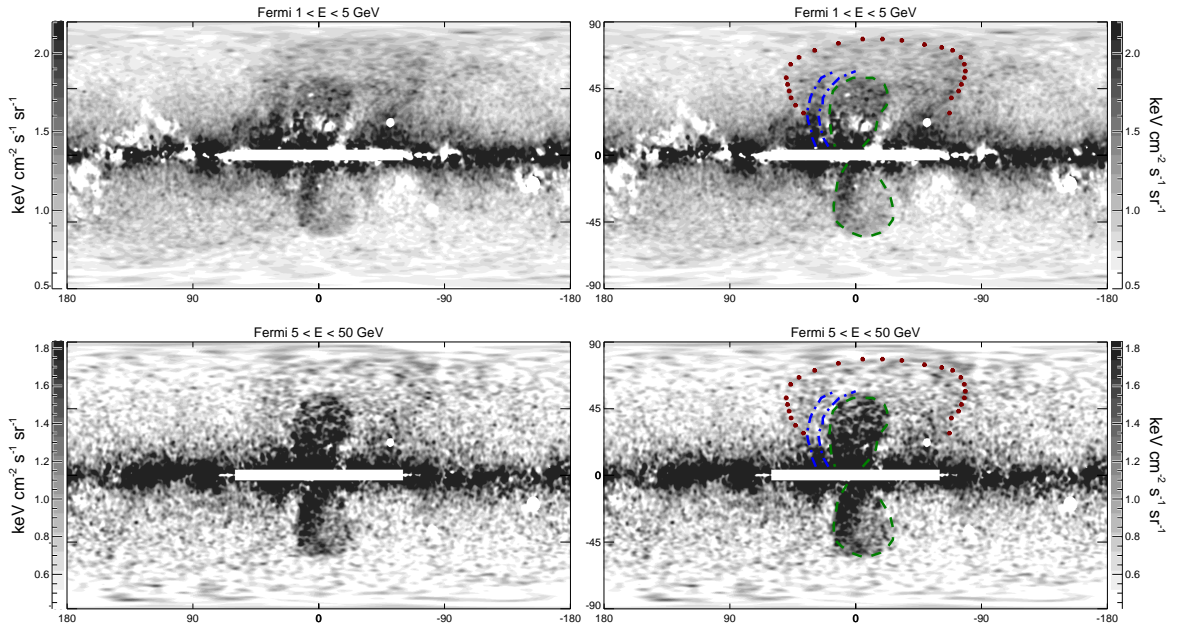 Fermi 1 < E < 5 GeV
Fermi 1 < E < 5 GeV
2.0
1.5
1.0
0.5
keV cm-2 s-1 sr-1
180 90 0 -90 -180
90
45
0
-45
-90
180 90 0 -90 -180
2.0
1.5
1.0
0.5
keV cm-2 s-1 sr-1
Fermi 5 < E < 50 GeV
Fermi 5 < E < 50 GeV
1.8
1.6
1.4
1.2
1.0
0.8
0.6
keV cm-2 s-1 sr-1
180 90 0 -90 -180
90
45
0
-45
-90
180 90 0 -90 -180
1.8
1.6
1.4
1.2
1.0
0.8
0.6
keV cm-2 s-1 sr-1